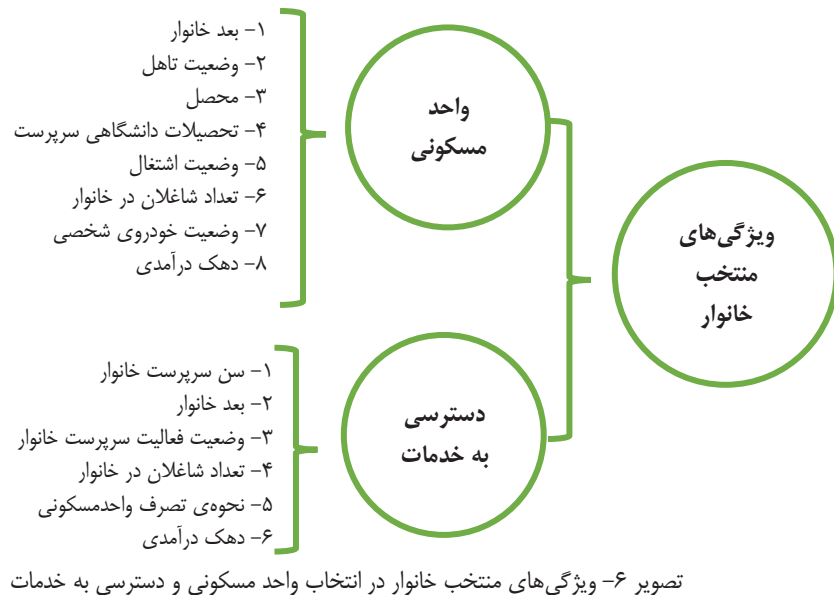 ویژگی‌های
منتخب
خانوار
واحد
مسکونی
۱- بعد خانوار
۲- وضعیت تاهل
۳- محصل
۴- تحصیلات دانشگاهی سرپرست
۵- وضعیت اشتغال
۶- تعداد شاغلان در خانوار
۷- وضعیت خودروی شخصی
۸- دهک درآمدی
دسترسی
به خدمات
۱- سن سرپرست خانوار
۲- بعد خانوار
۳- وضعیت فعالیت سرپرست خانوار
۴- تعداد شاغلان در خانوار
۵- نحوه‌ی تصرف واحدمسکونی
۶- دهک درآمدی
تصویر ۶- ویژگی‌های منتخب خانوار در انتخاب واحد مسکونی و دسترسی به خدمات